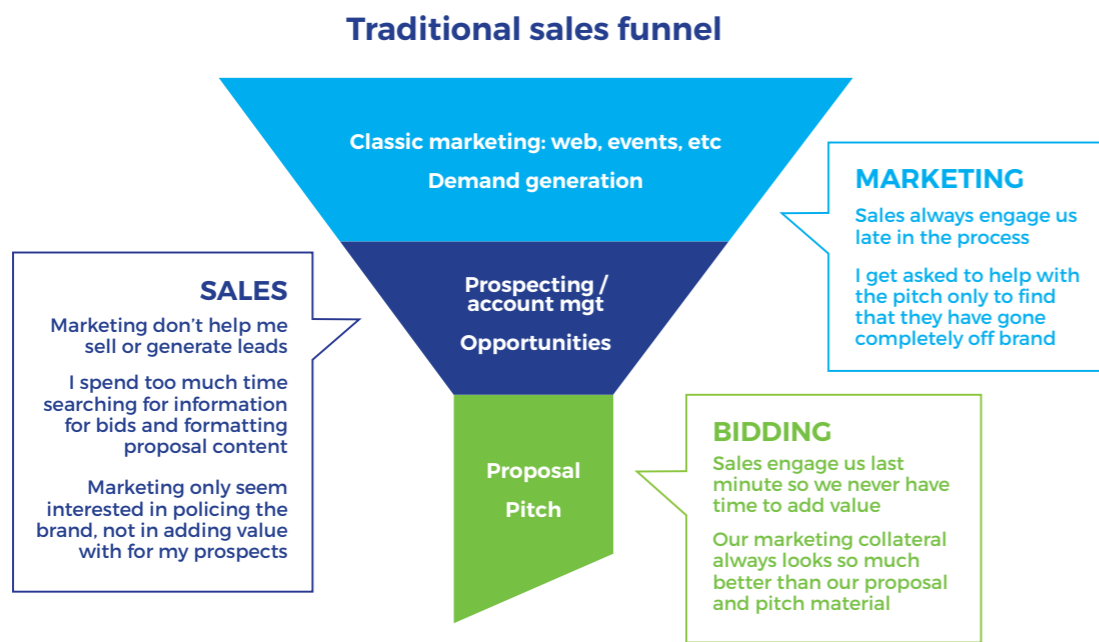 Traditional sales funnel
Classic marketing: web, events, etc
Demand generation
MARKETING
Sales always engage us
late in the process
I get asked to help with
the pitch only to find
that they have gone
completely off brand
SALES
Marketing don't help me
sell or generate leads
I spend too much time
searching for information
for bids and formatting
proposal content
Marketing only seem
interested in policing the
brand, not in adding value
with for my prospects
Prospecting /
account mgt
Opportunities
Proposal
Pitch
BIDDING
Sales engage us last
minute so we never have
time to add value
Our marketing collateral
always looks so much
better than our proposal
and pitch material